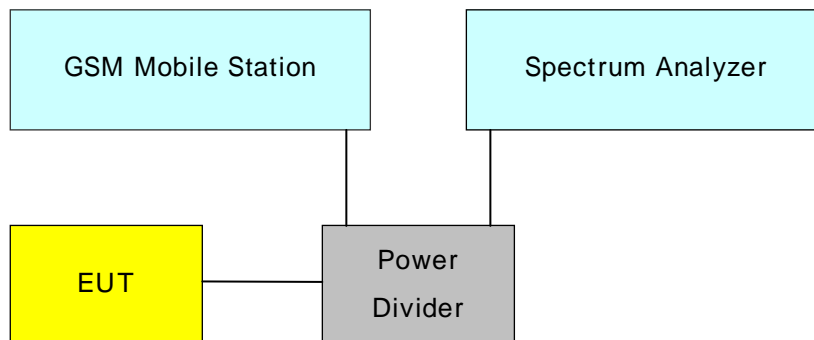 GSM Mobile Station
Spectrum Analyzer
EUT
Power
Divider